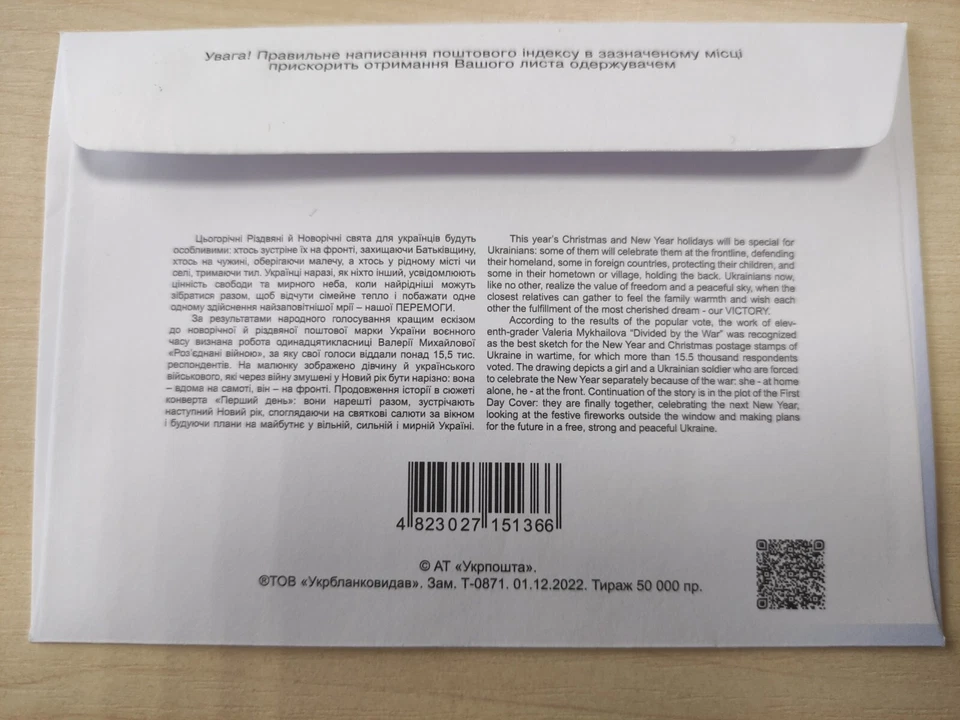 Увага! Правильне написання поштового індексу в зазначеному місці
прискорить отримання Вашого листа одержувачем
Цьогорічні Різдвяні й Новорічні свята для українців будуть
особливими: хтось зустріне їх на фронті, захищаючи Батьківщину,
хтось на чужині, оберігаючи малечу, а хтось у рідному місті чи
селі, тримаючи тил. Українці наразі, як ніхто інший, усвідомлюють
цінність свободи та мирного неба, коли найрідніші можуть
зібратися разом, щоб відчути сімейне тепло і побажати одне
одному здійснення найзаповітнішої мрії – нашої ПЕРЕМОГИ.
За результатами народного голосування кращим ескізом
до новорічної й різдвяної поштової марки України воєнного
часу визнана робота одинадцятикласниці Валерії Михайлової
«Роз'єднані війною», за яку свої голоси віддали понад 15,5 тис.
респондентів. На малюнку зображено дівчину й українського
військового, які через війну змушені у Новий рік бути нарізно: вона
– вдома на самоті, він – на фронті. Продовження історії в сюжеті
конверта «Перший день»: вони нарешті разом, зустрічають
наступний Новий рік, споглядаючи на святкові салюти за вікном
і будуючи плани на майбутнє у вільній, сильній і мирній Україні.
This year's Christmas and New Year holidays will be special for
Ukrainians: some of them will celebrate them at the frontline, defending
their homeland, some in foreign countries, protecting their children, and
some in their hometown or village, holding the back. Ukrainians now,
like no other, realize the value of freedom and a peaceful sky, when the
closest relatives can gather to feel the family warmth and wish each
other the fulfillment of the most cherished dream - our VICTORY.
According to the results of the popular vote, the work of elev-
enth-grader Valeria Mykhailova "Divided by the War" was recognized
as the best sketch for the New Year and Christmas postage stamps of
Ukraine in wartime, for which more than 15.5 thousand respondents
voted. The drawing depicts a girl and a Ukrainian soldier who are forced
to celebrate the New Year separately because of the war: she - at home
alone, he - at the front. Continuation of the story is in the plot of the First
Day Cover: they are finally together, celebrating the next New Year,
looking at the festive fireworks outside the window and making plans
for the future in a free, strong and peaceful Ukraine.
4 823027 151366
© АТ «Укрпошта».
®ТОВ «Укрбланковидав». Зам. Т-0871. 01.12.2022. Тираж 50 000 пр.